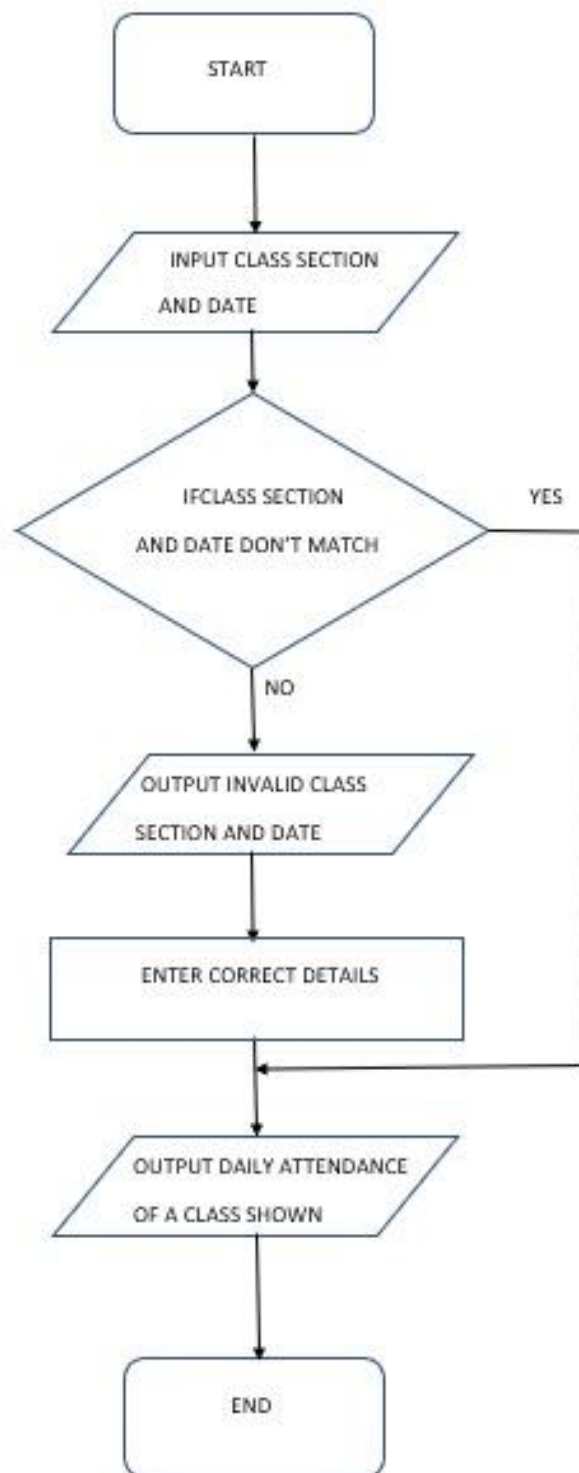 START
INPUT CLASS SECTION
AND DATE
IFCLASS SECTION
AND DATE DON'T MATCH
YES
NO
OUTPUT INVALID CLASS
SECTION AND DATE
ENTER CORRECT DETAILS
OUTPUT DAILY ATTENDANCE
OF A CLASS SHOWN
END